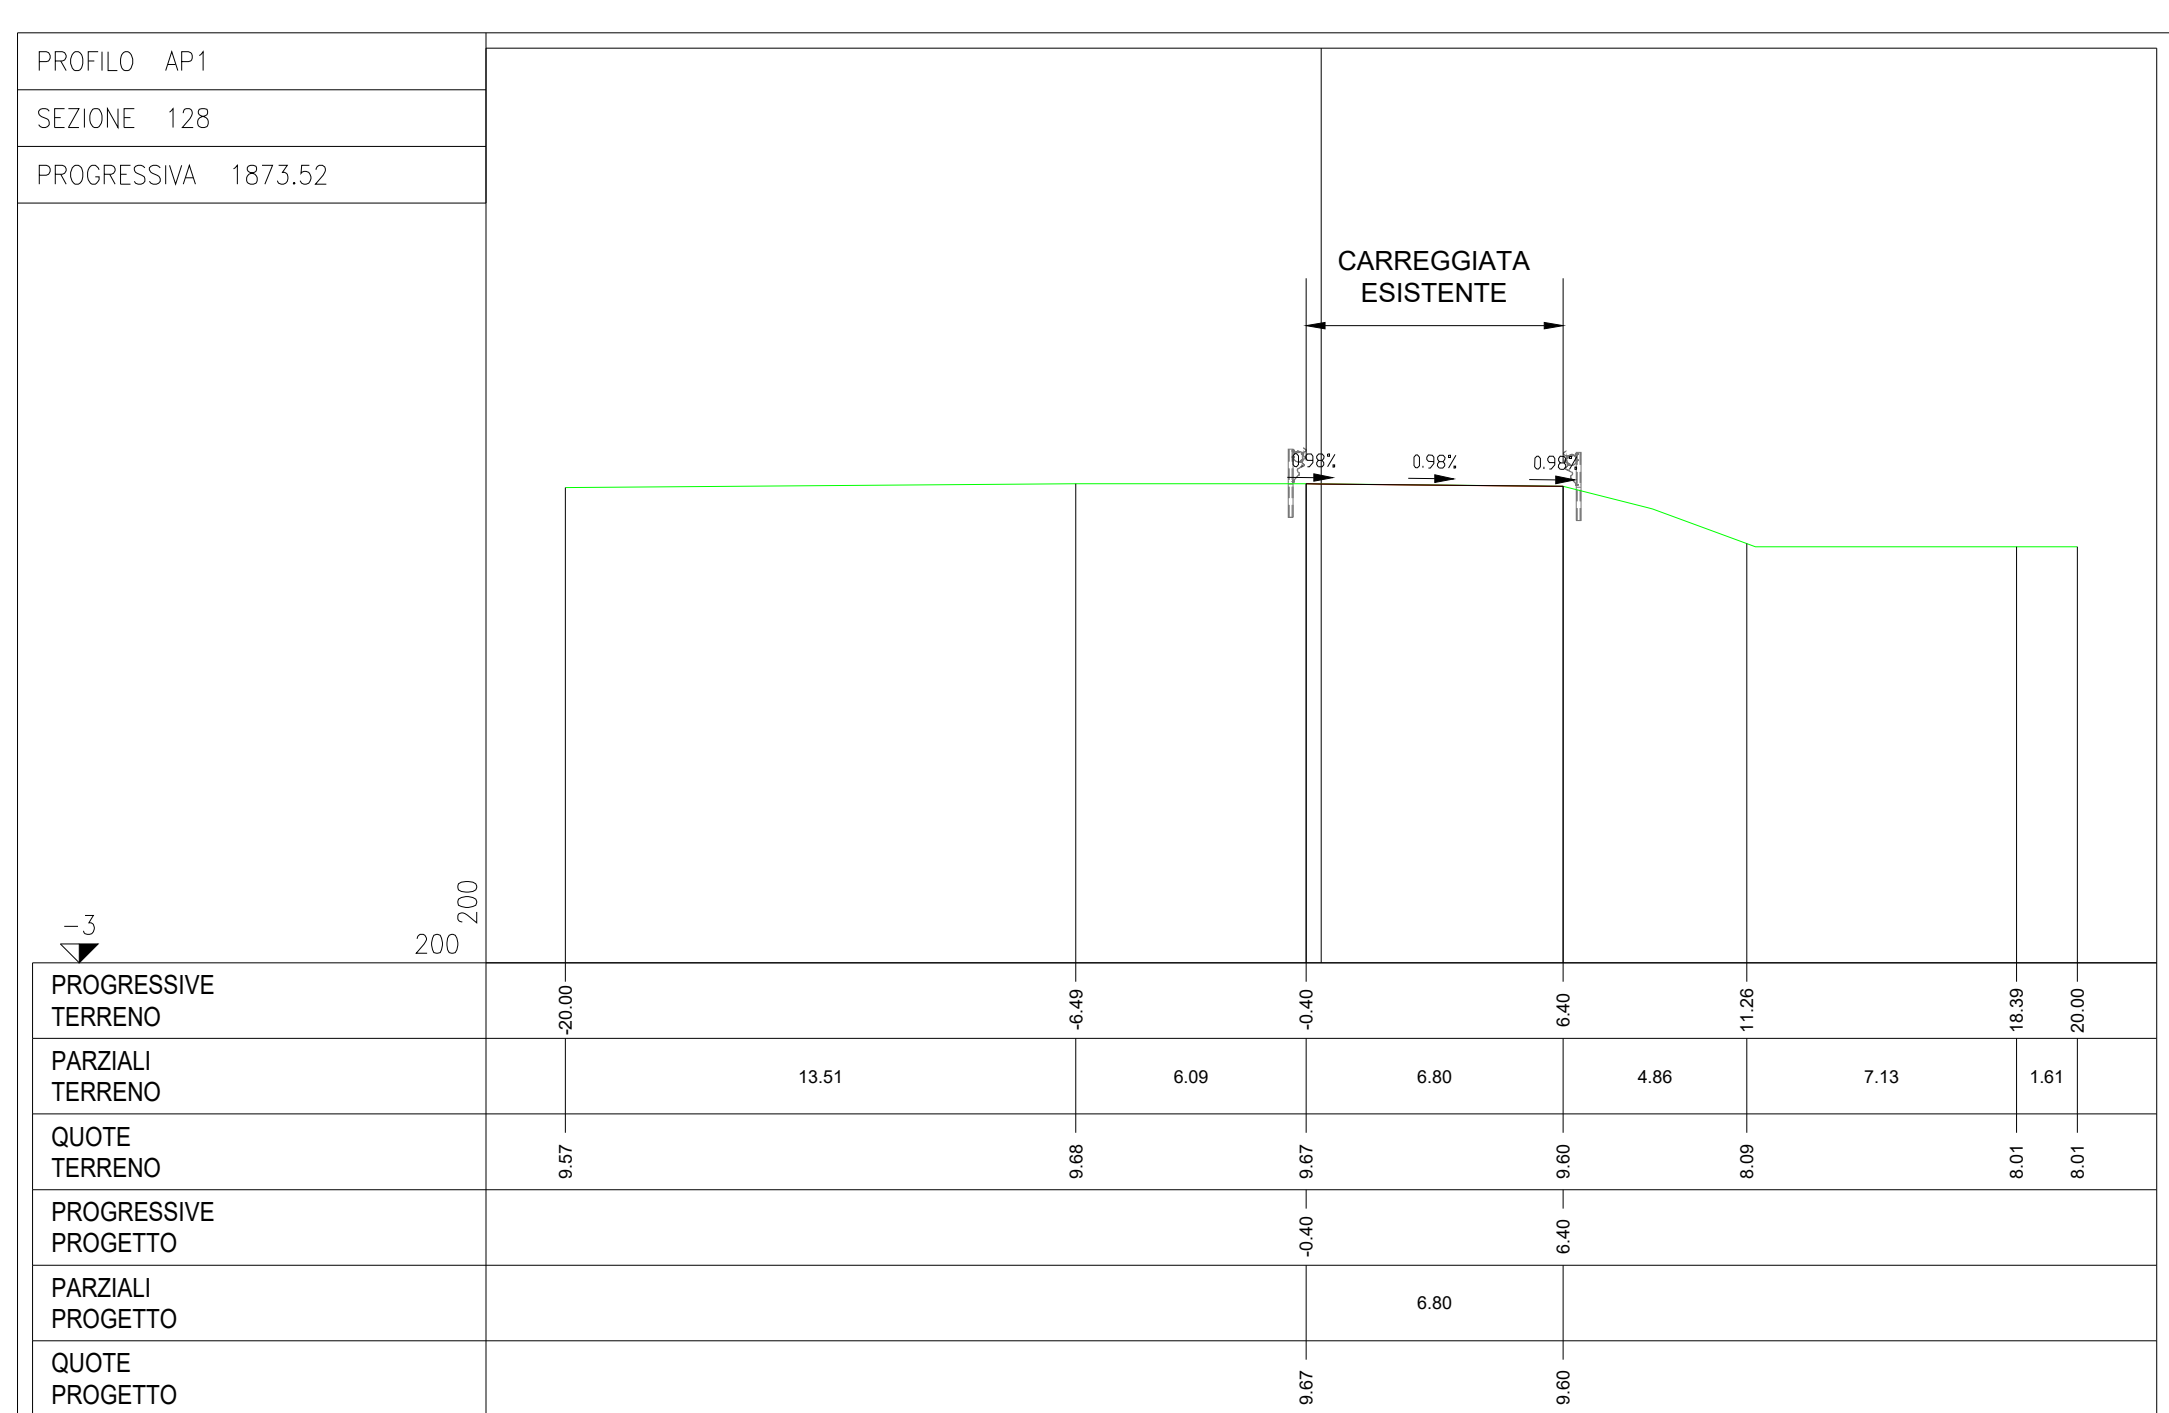 PROFILO AP1
SEZIONE 128
PROGRESSIVA 1873.52
CARREGGIATA
ESISTENTE
0.98% 0.98% 0.98%
-3
200
200
PROGRESSIVE
TERRENO
-20.00 -6.49 -0.40 6.40 11.26 18.39 20.00
PARZIALI
TERRENO
13.51 6.09 6.80 4.86 7.13 1.61
QUOTE
TERRENO
9.57 9.68 9.67 9.60 8.09 8.01 8.01
PROGRESSIVE
PROGETTO
-0.40 6.40
PARZIALI
PROGETTO
6.80
QUOTE
PROGETTO
9.67 9.60